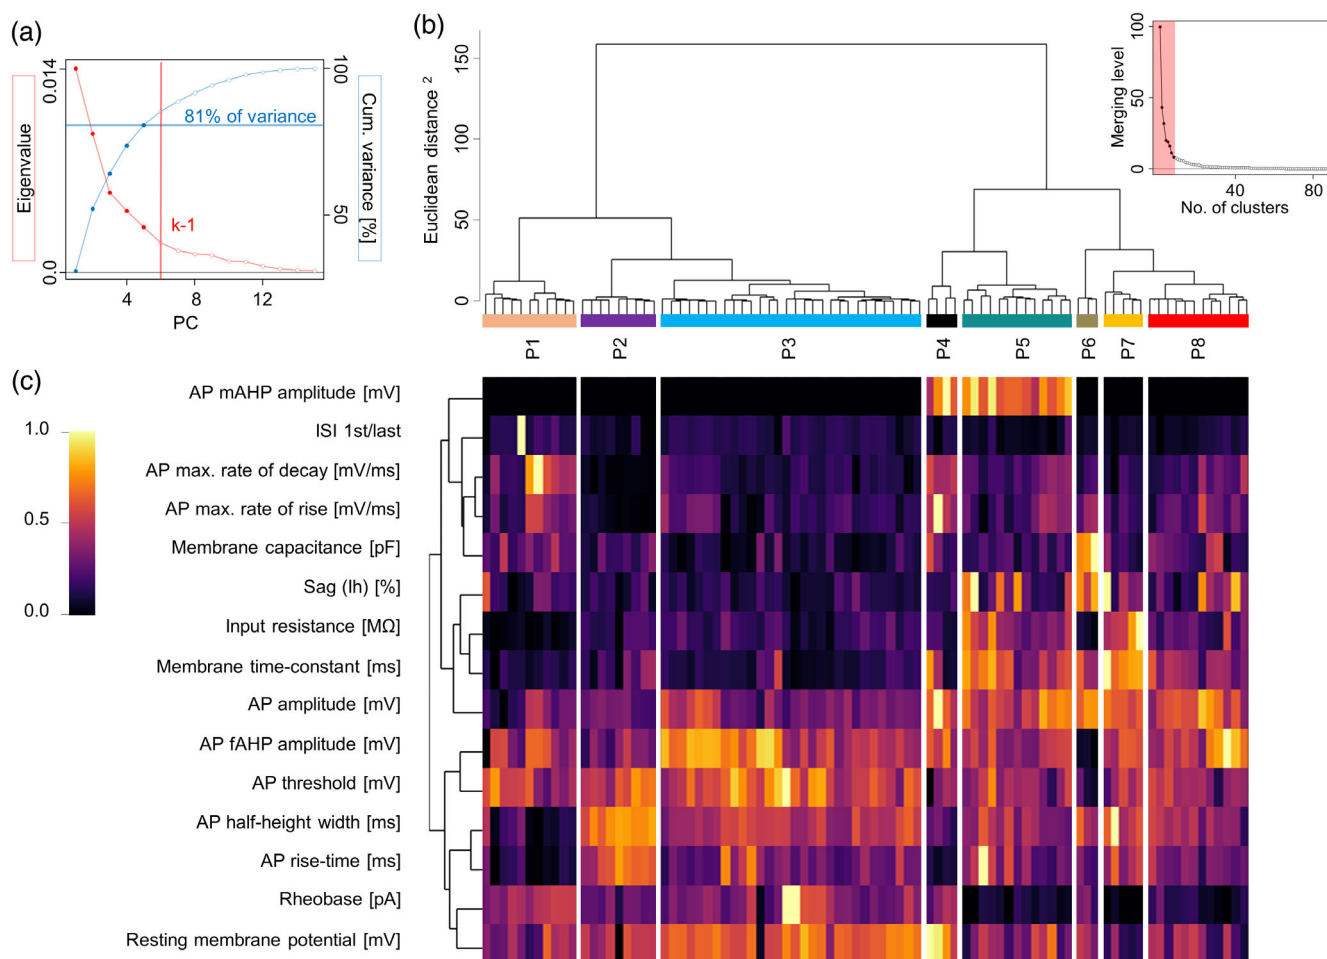 (a)
0.014
0.0
Eigenvalue
100
50
Cum. variance [%]
81% of variance
k-1
4
12
PC
(b)
Euclidean distance ²
150
100
50
0
Merging level
100
50
0
40
80
No. of clusters
P1
P2
P3
P4
P5
P6
P7
P8
(c)
1.0
0.5
0.0
AP mAHP amplitude [mV]
ISI 1st/last
AP max. rate of decay [mV/ms]
AP max. rate of rise [mV/ms]
Membrane capacitance [pF]
Sag (Ih) [%]
Input resistance [MΩ]
Membrane time-constant [ms]
AP amplitude [mV]
AP fAHP amplitude [mV]
AP threshold [mV]
AP half-height width [ms]
AP rise-time [ms]
Rheobase [pA]
Resting membrane potential [mV]